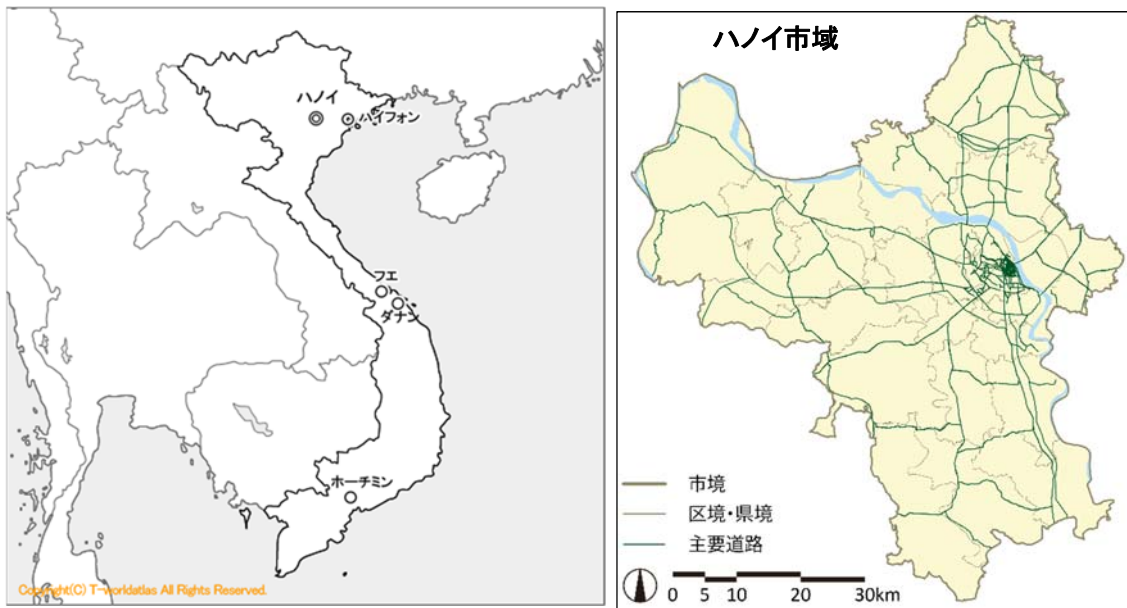 ハノイ
ハイフォン
フエ
ダナン
ホーチミン
Copyright(C) T-worldatlas All Rights Reserved.
ハノイ市域
市境
区境・県境
主要道路
0 5 10 20 30km